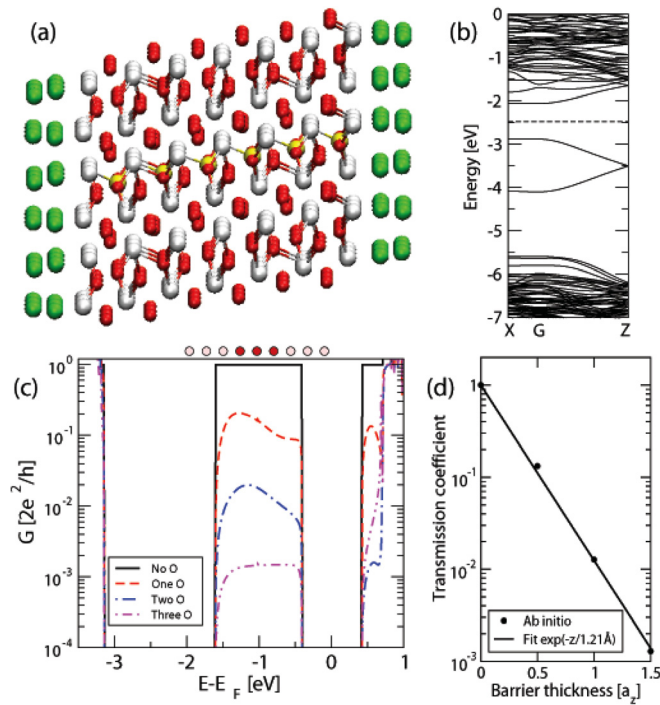 (a)
(b)
0
-1
-2
-3
-4
-5
-6
-7
Energy [eV]
X G Z
(c)
10^0
10^-1
10^-2
10^-3
10^-4
G [2e^2/h]
No O
One O
Two O
Three O
-3 -2 -1 0 1
E-E_F [eV]
(d)
1
10^-1
10^-2
10^-3
Transmission coefficient
Ab initio
Fit exp(-z/1.21Å)
0 0.5 1 1.5
Barrier thickness [a_z]